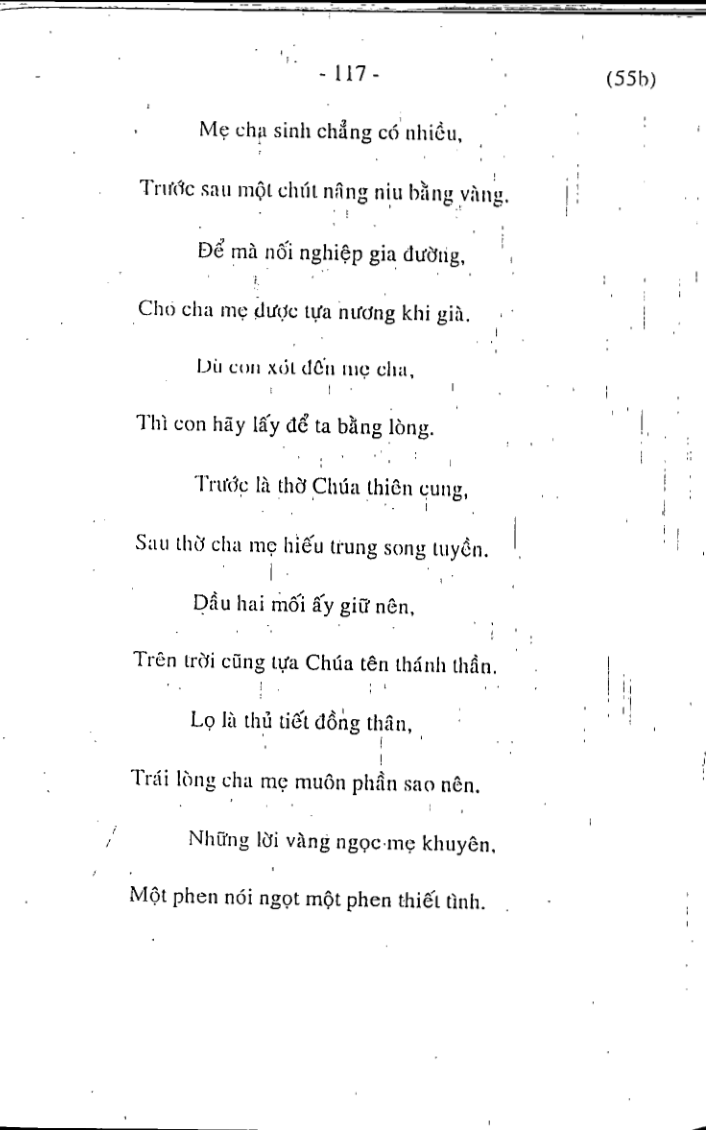 - 117 -
(55b)
Mẹ cha sinh chẳng có nhiều,
Trước sau một chút nâng niu bằng vàng.
Để mà nối nghiệp gia đường,
Cho cha mẹ được tựa nương khi già.
Dù con xót đến mẹ cha,
Thì con hãy lấy để ta bằng lòng.
Trước là thờ Chúa thiên cung,
Sau thờ cha mẹ hiếu trung song tuyền.
Dầu hai mối ấy giữ nên,
Trên trời cũng tựa Chúa tên thánh thần.
Lọ là thủ tiết đồng thân,
Trái lòng cha mẹ muôn phần sao nên.
Những lời vàng ngọc mẹ khuyên,
Một phen nói ngọt một phen thiết tình.